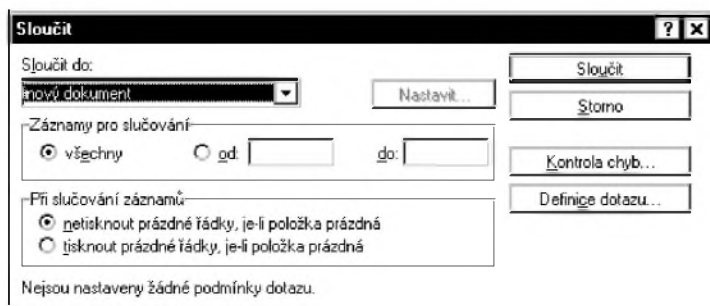 Sloučit
Sloučit do:
nový dokument
Nastavit...
Záznamy pro slučování
všechny
od:
do:
Při slučování záznamů
netisknout prázdné řádky, je-li položka prázdná
tisknout prázdné řádky, je-li položka prázdná
Nejsou nastaveny žádné podmínky dotazu.
Sloučit
Storno
Kontrola chyb...
Definice dotazu...